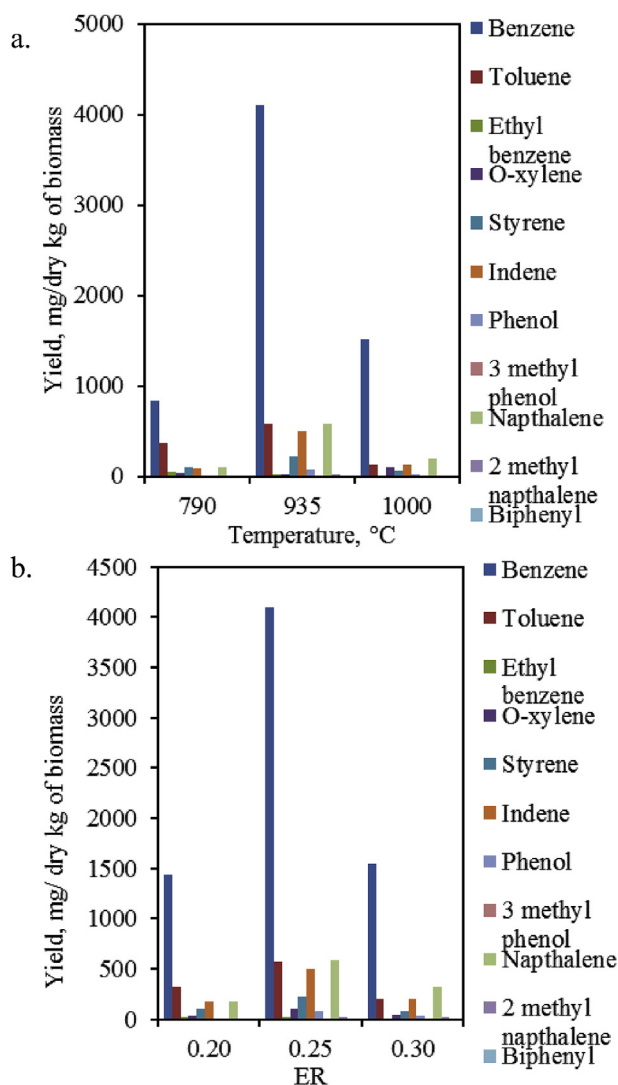 a.
Yield, mg/dry kg of biomass
5000
4000
3000
2000
1000
0
790
935
1000
Temperature, °C
Benzene
Toluene
Ethyl
benzene
O-xylene
Styrene
Indene
Phenol
3 methyl
phenol
Napthalene
2 methyl
napthalene
Biphenyl
b.
Yield, mg/ dry kg of biomass
4500
4000
3500
3000
2500
2000
1500
1000
500
0
0.20
0.25
0.30
ER
Benzene
Toluene
Ethyl
benzene
O-xylene
Styrene
Indene
Phenol
3 methyl
phenol
Napthalene
2 methyl
napthalene
Biphenyl